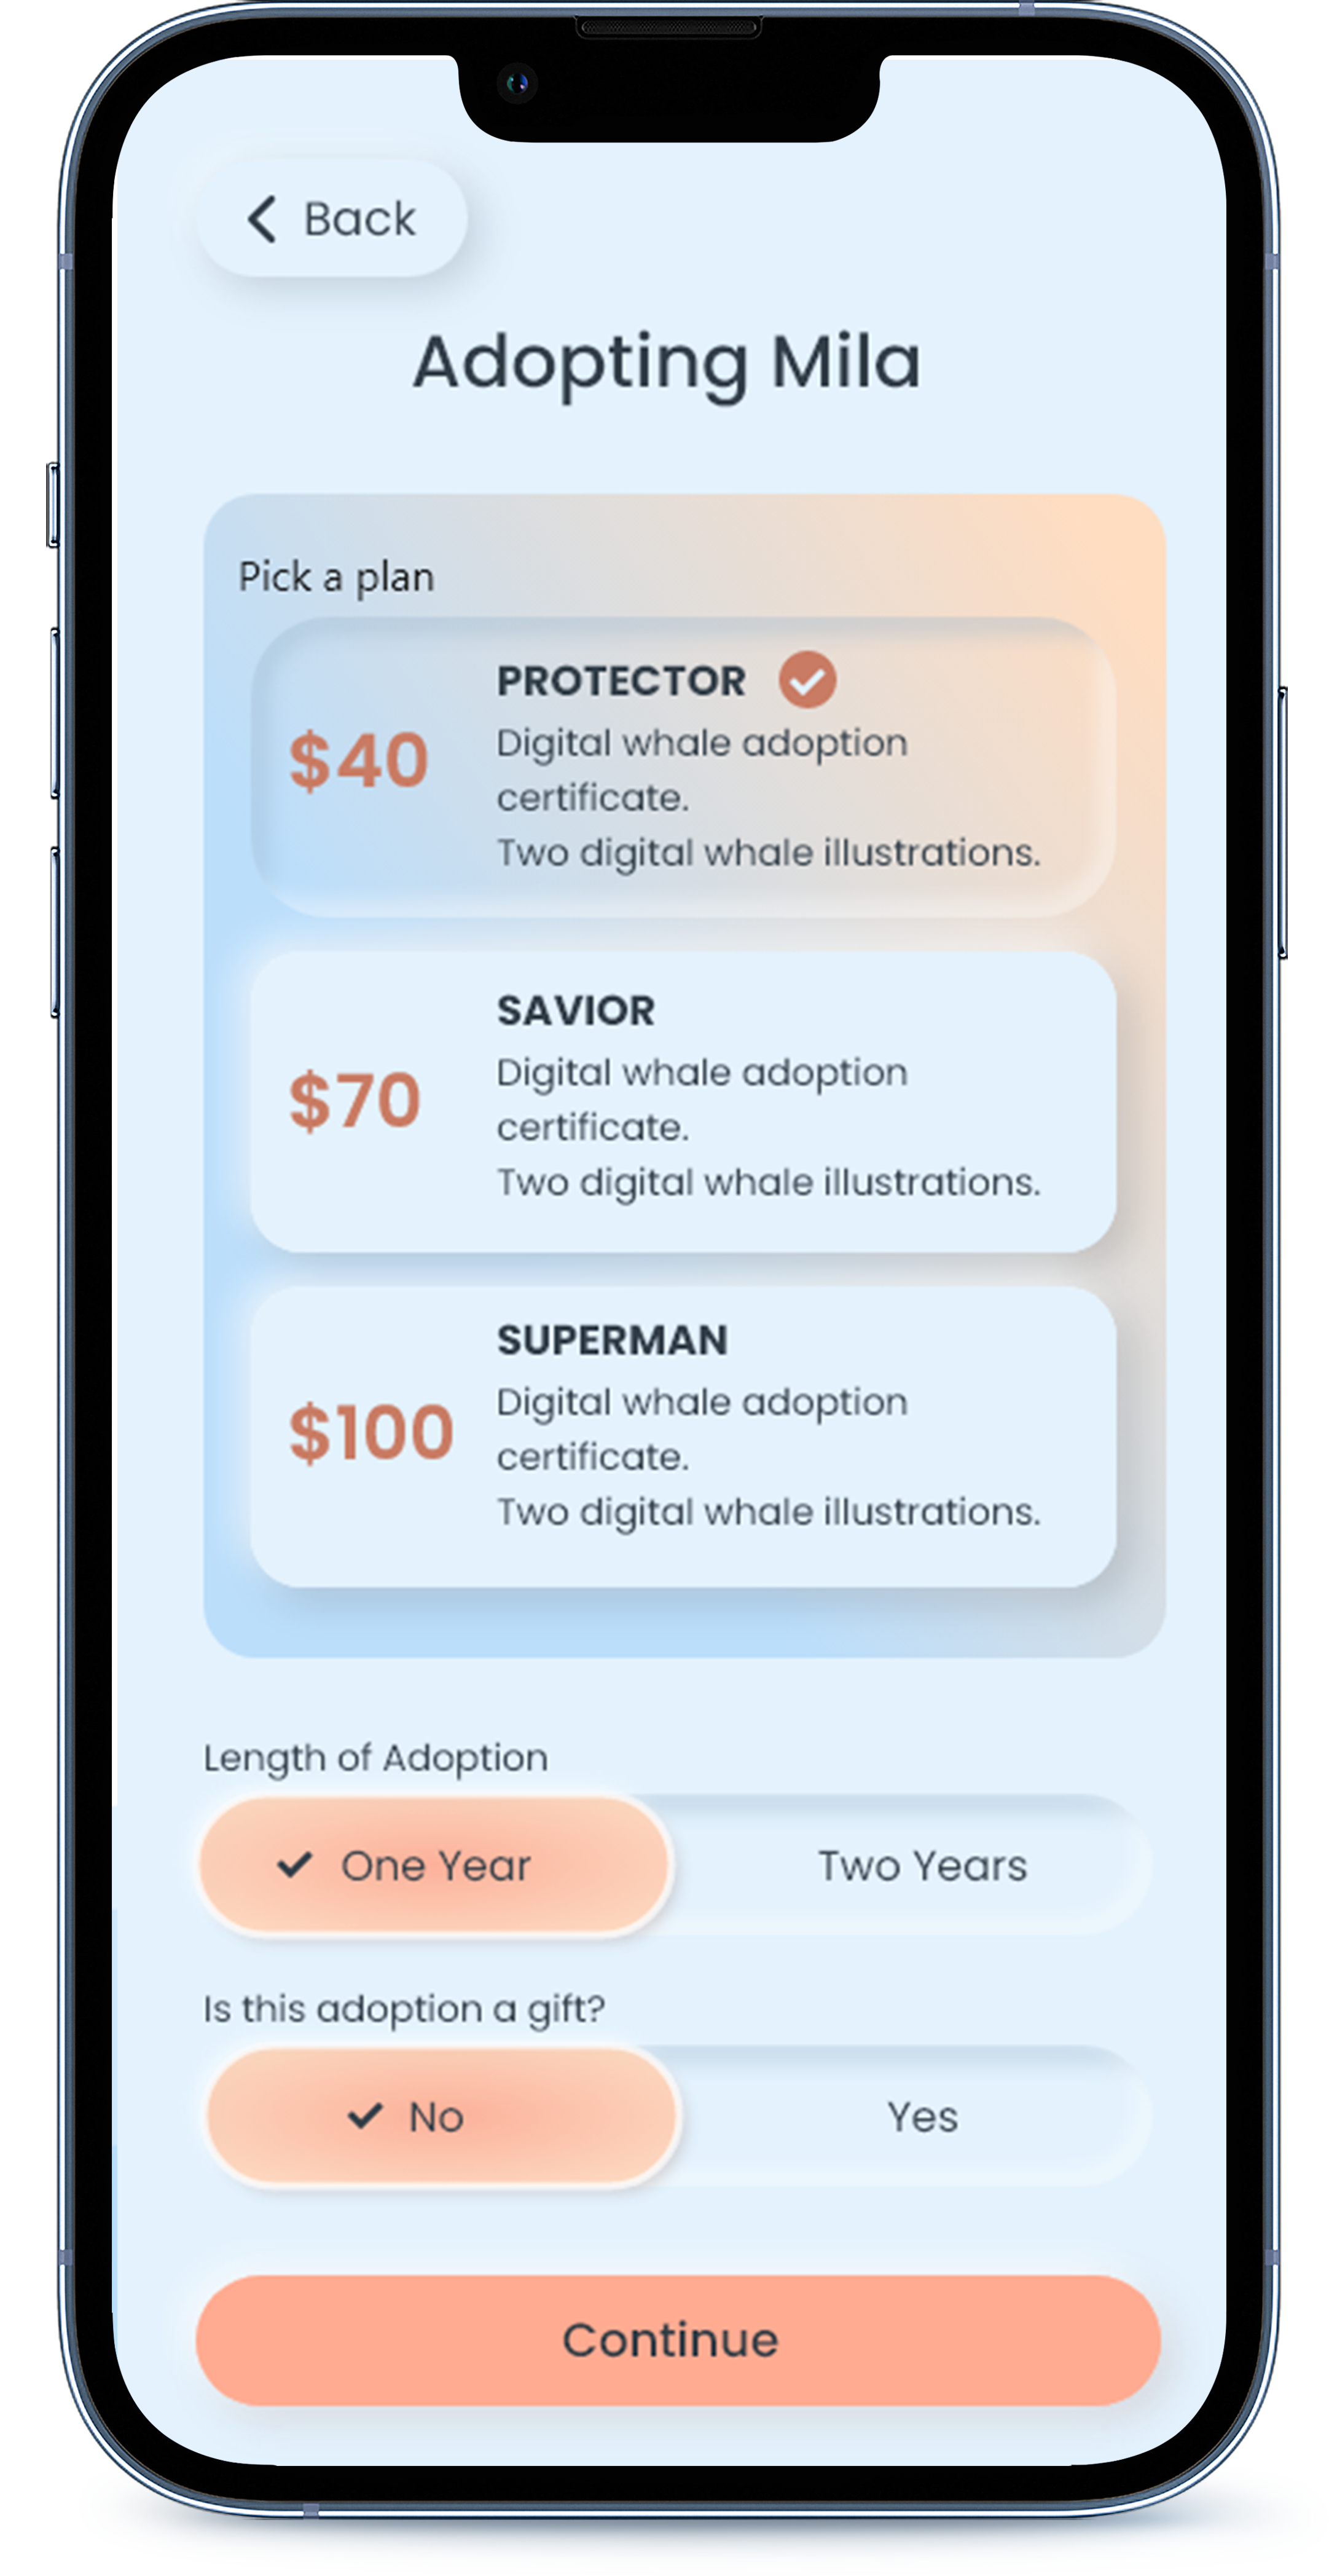 Back
Adopting Mila
Pick a plan
PROTECTOR
$40
Digital whale adoption
certificate.
Two digital whale illustrations.
SAVIOR
$70
Digital whale adoption
certificate.
Two digital whale illustrations.
SUPERMAN
$100
Digital whale adoption
certificate.
Two digital whale illustrations.
Length of Adoption
One Year
Two Years
Is this adoption a gift?
No
Yes
Continue